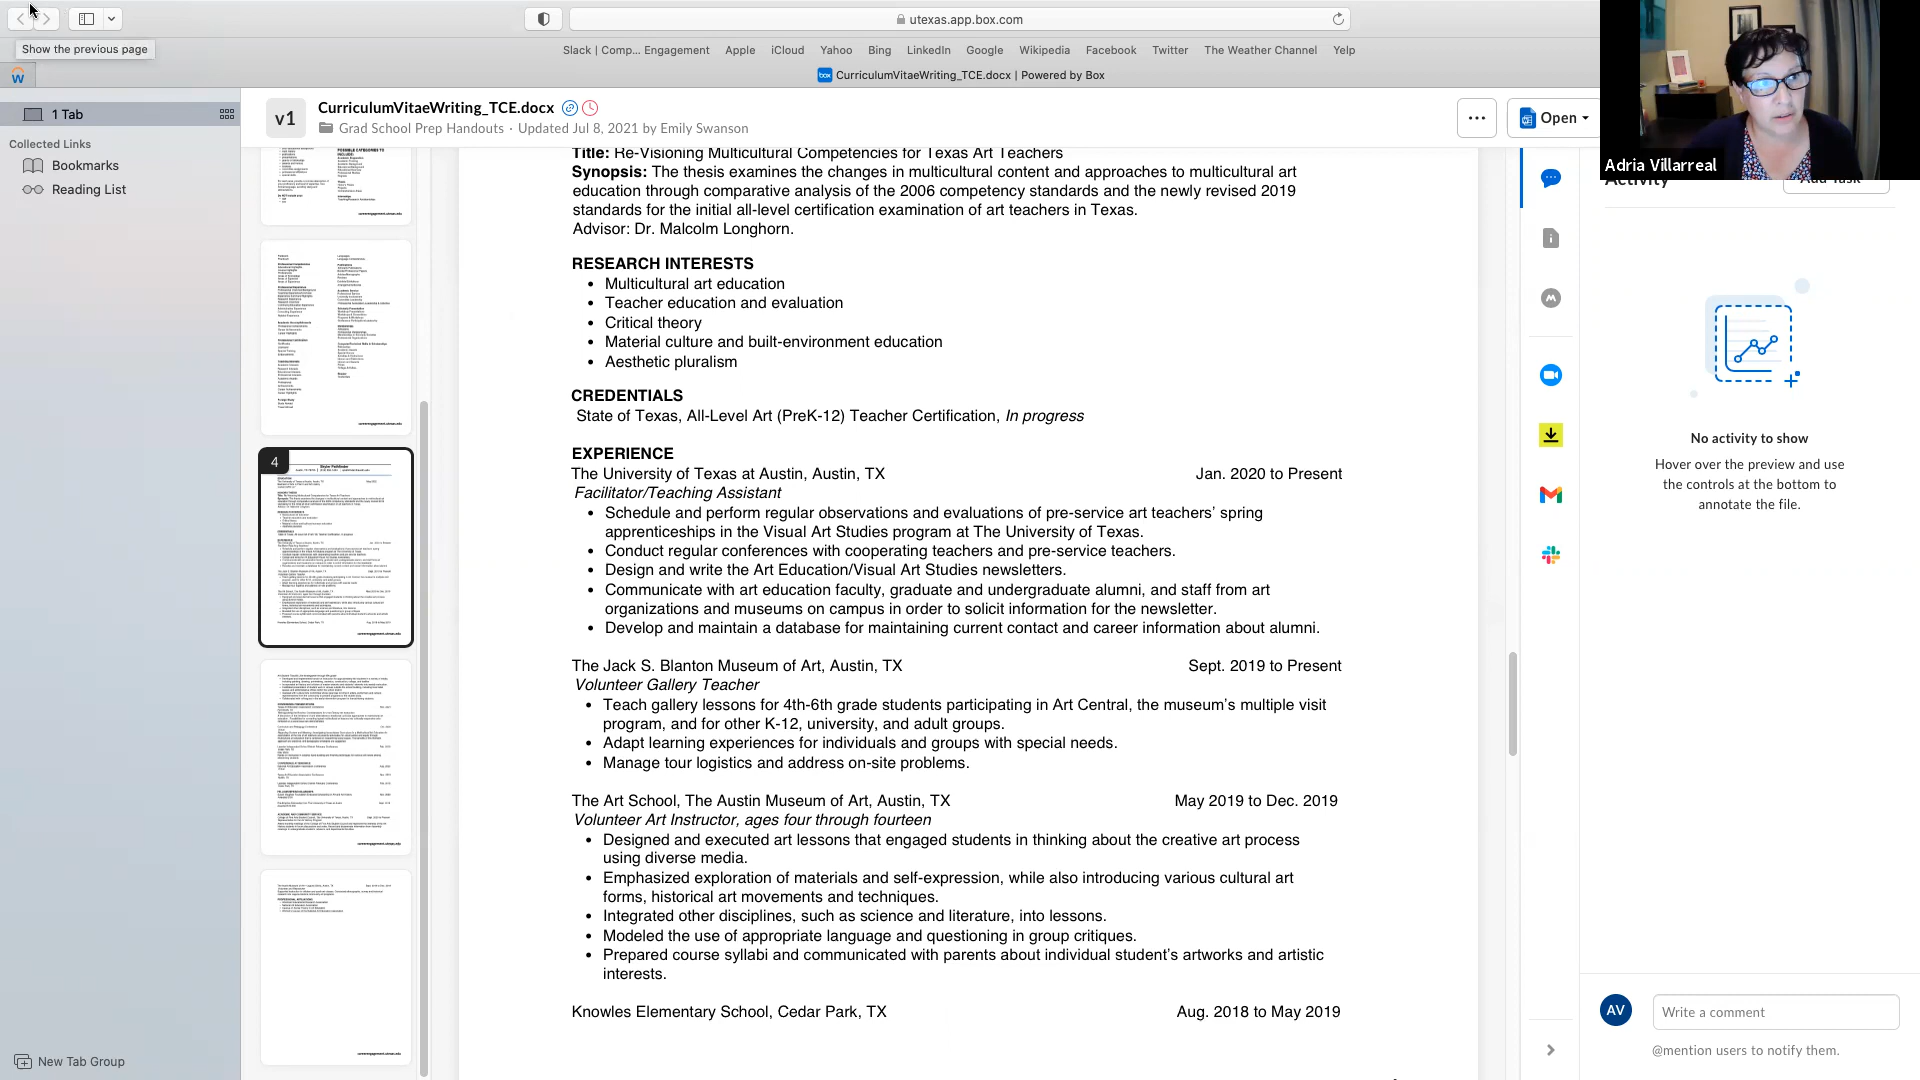 Show the previous page
utexas.app.box.com
Slack | Comp... Engagement Apple iCloud Yahoo Bing LinkedIn Google Wikipedia Facebook Twitter The Weather Channel Yelp
W
box CurriculumVitaeWriting_TCE.docx | Powered by Box
1 Tab
Collected Links
Bookmarks
Reading List
New Tab Group
v1
CurriculumVitaeWriting_TCE.docx
Grad School Prep Handouts · Updated Jul 8, 2021 by Emily Swanson
Open
Adria Villarreal
4
Title: Re-Visioning Multicultural Competencies for Texas Art Teachers
Synopsis: The thesis examines the changes in multicultural content and approaches to multicultural art
education through comparative analysis of the 2006 competency standards and the newly revised 2019
standards for the initial all-level certification examination of art teachers in Texas.
Advisor: Dr. Malcolm Longhorn.
RESEARCH INTERESTS
• Multicultural art education
• Teacher education and evaluation
• Critical theory
• Material culture and built-environment education
• Aesthetic pluralism
CREDENTIALS
State of Texas, All-Level Art (PreK-12) Teacher Certification, In progress
EXPERIENCE
The University of Texas at Austin, Austin, TX Jan. 2020 to Present
Facilitator/Teaching Assistant
• Schedule and perform regular observations and evaluations of pre-service art teachers’ spring
apprenticeships in the Visual Art Studies program at The University of Texas.
• Conduct regular conferences with cooperating teachers and pre-service teachers.
• Design and write the Art Education/Visual Art Studies newsletters.
• Communicate with art education faculty, graduate and undergraduate alumni, and staff from art
organizations and museums on campus in order to solicit information for the newsletter.
• Develop and maintain a database for maintaining current contact and career information about alumni.
The Jack S. Blanton Museum of Art, Austin, TX Sept. 2019 to Present
Volunteer Gallery Teacher
• Teach gallery lessons for 4th-6th grade students participating in Art Central, the museum’s multiple visit
program, and for other K-12, university, and adult groups.
• Adapt learning experiences for individuals and groups with special needs.
• Manage tour logistics and address on-site problems.
The Art School, The Austin Museum of Art, Austin, TX May 2019 to Dec. 2019
Volunteer Art Instructor, ages four through fourteen
• Designed and executed art lessons that engaged students in thinking about the creative art process
using diverse media.
• Emphasized exploration of materials and self-expression, while also introducing various cultural art
forms, historical art movements and techniques.
• Integrated other disciplines, such as science and literature, into lessons.
• Modeled the use of appropriate language and questioning in group critiques.
• Prepared course syllabi and communicated with parents about individual student’s artworks and artistic
interests.
Knowles Elementary School, Cedar Park, TX Aug. 2018 to May 2019
Activity
Add Task
No activity to show
Hover over the preview and use
the controls at the bottom to
annotate the file.
AV
Write a comment
@mention users to notify them.